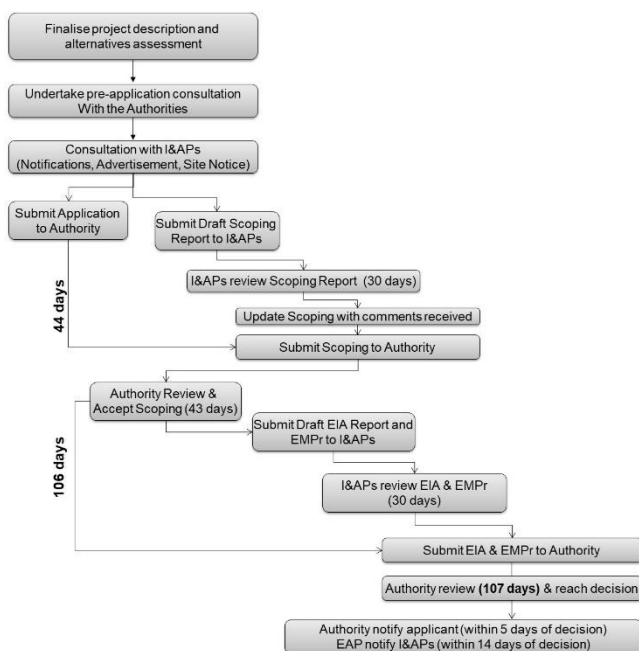 Finalise project description and
alternatives assessment
Undertake pre-application consultation
With the Authorities
Consultation with I&APs
(Notifications, Advertisement, Site Notice)
Submit Application
to Authority
Submit Draft Scoping
Report to I&APs
I&APs review Scoping Report (30 days)
44 days
Update Scoping with comments received
Submit Scoping to Authority
Authority Review &
Accept Scoping (43 days)
Submit Draft EIA Report and
EMPr to I&APs
106 days
I&APs review EIA & EMPr
(30 days)
Submit EIA & EMPr to Authority
Authority review (107 days) & reach decision
Authority notify applicant (within 5 days of decision)
EAP notify I&APs (within 14 days of decision)